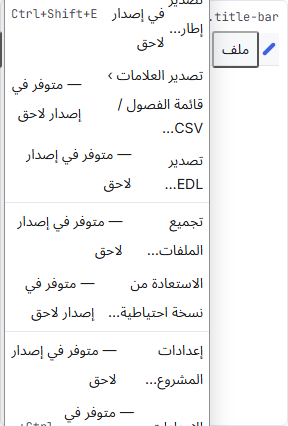 .title-bar
ملف
تصدير
إطار...
في إصدار
لاحق
Ctrl+Shift+E
تصدير العلامات ›
قائمة الفصول /
CSV...
— متوفر في
إصدار لاحق
تصدير
EDL...
— متوفر في إصدار
لاحق
تجميع
الملفات...
— متوفر في إصدار
لاحق
الاستعادة من
نسخة احتياطية...
— متوفر في
إصدار لاحق
إعدادات
المشروع...
— متوفر في إصدار
لاحق
— متوفر في